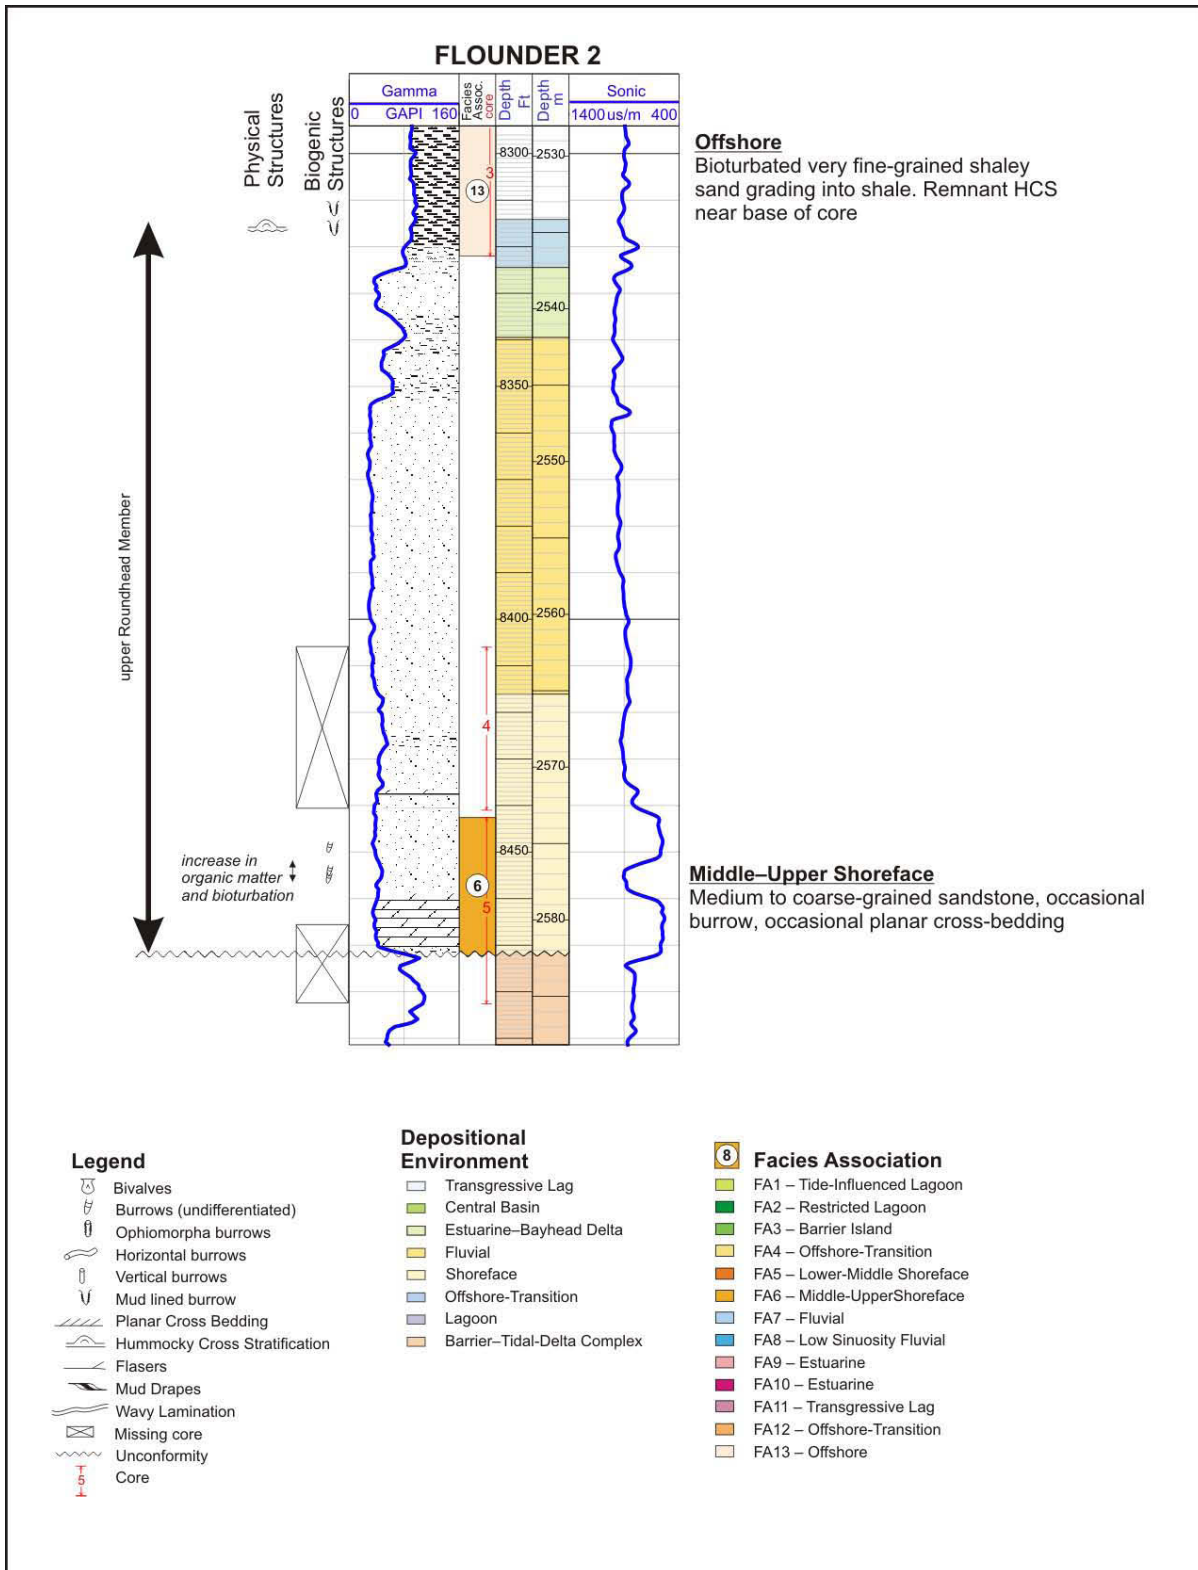 FLOUNDER 2
Physical
Structures
Biogenic
Structures
Gamma
0 GAPI 160
Facies
Assoc.
core
Depth
Ft
Depth
m
Sonic
1400 us/m 400
3
13
8300
2530
2540
8350
2550
8400
2560
4
2570
8450
6
5
2580
Offshore
Bioturbated very fine-grained shaley
sand grading into shale. Remnant HCS
near base of core
upper Roundhead Member
increase in
organic matter
and bioturbation
Middle–Upper Shoreface
Medium to coarse-grained sandstone, occasional
burrow, occasional planar cross-bedding
Legend
Bivalves
Burrows (undifferentiated)
Ophiomorpha burrows
Horizontal burrows
Vertical burrows
Mud lined burrow
Planar Cross Bedding
Hummocky Cross Stratification
Flasers
Mud Drapes
Wavy Lamination
Missing core
Unconformity
5 Core
Depositional
Environment
Transgressive Lag
Central Basin
Estuarine–Bayhead Delta
Fluvial
Shoreface
Offshore-Transition
Lagoon
Barrier–Tidal-Delta Complex
8 Facies Association
FA1 – Tide-Influenced Lagoon
FA2 – Restricted Lagoon
FA3 – Barrier Island
FA4 – Offshore-Transition
FA5 – Lower-Middle Shoreface
FA6 – Middle-UpperShoreface
FA7 – Fluvial
FA8 – Low Sinuosity Fluvial
FA9 – Estuarine
FA10 – Estuarine
FA11 – Transgressive Lag
FA12 – Offshore-Transition
FA13 – Offshore